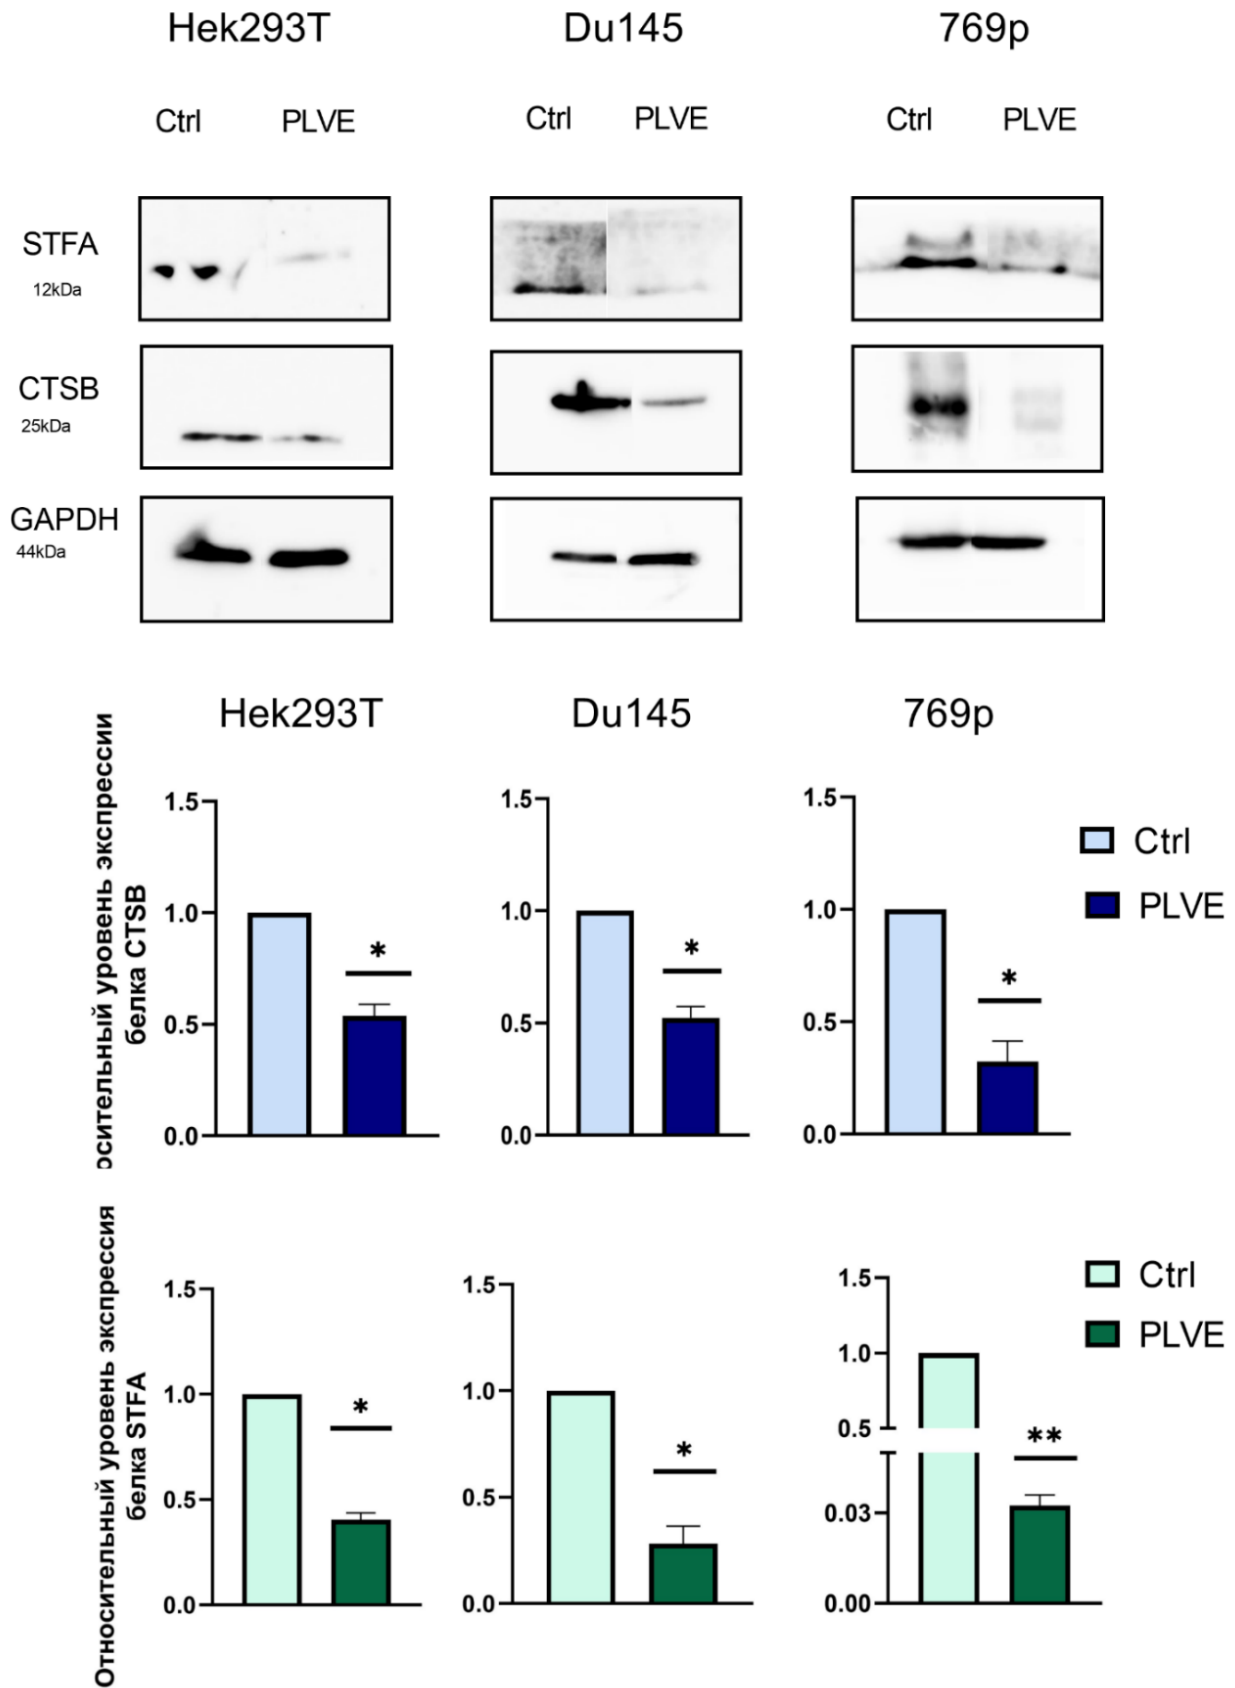 Hek293T Du145 769p
Ctrl PLVE Ctrl PLVE Ctrl PLVE
STFA
12kDa
CTSB
25kDa
GAPDH
44kDa
Hek293T Du145 769p
осительный уровень экспрессии
белка CTSB
1.5
1.0
0.5
0.0
*
1.5
1.0
0.5
0.0
*
1.5
1.0
0.5
0.0
*
Ctrl
PLVE
Относительный уровень экспрессия
белка STFA
1.5
1.0
0.5
0.0
*
1.5
1.0
0.5
0.0
*
1.5
1.0
0.5
0.03
0.00
**
Ctrl
PLVE